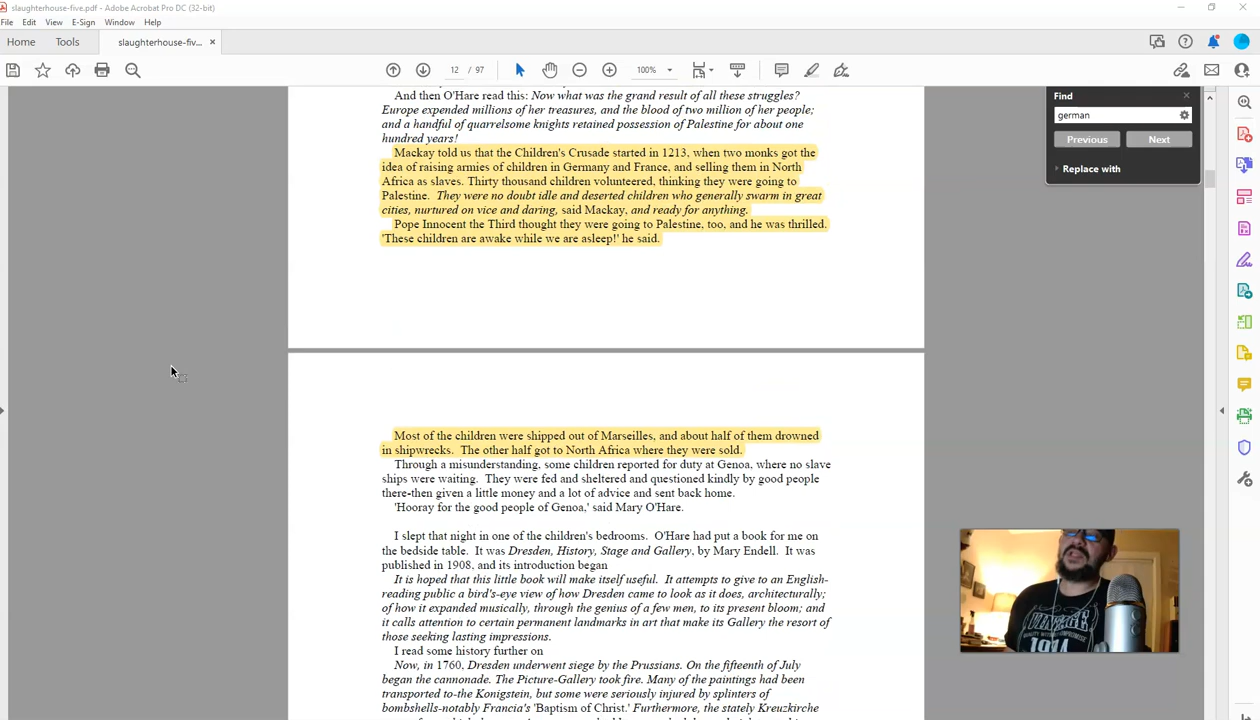 slaughterhouse-five.pdf - Adobe Acrobat Pro DC (32-bit)
File Edit View E-Sign Window Help
Home Tools slaughterhouse-fiv... ×
12 / 97 100%
Find
german
Previous Next
Replace with
And then O'Hare read this: Now what was the grand result of all these struggles?
Europe expended millions of her treasures, and the blood of two million of her people;
and a handful of quarrelsome knights retained possession of Palestine for about one
hundred years!
Mackay told us that the Children's Crusade started in 1213, when two monks got the
idea of raising armies of children in Germany and France, and selling them in North
Africa as slaves. Thirty thousand children volunteered, thinking they were going to
Palestine. They were no doubt idle and deserted children who generally swarm in great
cities, nurtured on vice and daring, said Mackay, and ready for anything.
Pope Innocent the Third thought they were going to Palestine, too, and he was thrilled.
'These children are awake while we are asleep!' he said.
Most of the children were shipped out of Marseilles, and about half of them drowned
in shipwrecks. The other half got to North Africa where they were sold.
Through a misunderstanding, some children reported for duty at Genoa, where no slave
ships were waiting. They were fed and sheltered and questioned kindly by good people
there-then given a little money and a lot of advice and sent back home.
'Hooray for the good people of Genoa,' said Mary O'Hare.
I slept that night in one of the children's bedrooms. O'Hare had put a book for me on
the bedside table. It was Dresden, History, Stage and Gallery, by Mary Endell. It was
published in 1908, and its introduction began
It is hoped that this little book will make itself useful. It attempts to give to an English-
reading public a bird's-eye view of how Dresden came to look as it does, architecturally;
of how it expanded musically, through the genius of a few men, to its present bloom; and
it calls attention to certain permanent landmarks in art that make its Gallery the resort of
those seeking lasting impressions.
I read some history further on
Now, in 1760, Dresden underwent siege by the Prussians. On the fifteenth of July
began the cannonade. The Picture-Gallery took fire. Many of the paintings had been
transported to-the Konigstein, but some were seriously injured by splinters of
bombshells-notably Francia's 'Baptism of Christ.' Furthermore, the stately Kreuzkirche
VINTAGE
1914